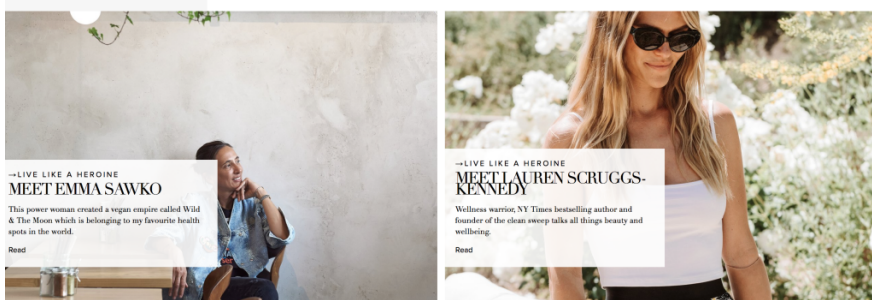 →LIVE LIKE A HEROINE
MEET EMMA SAWKO
This power woman created a vegan empire called Wild
& The Moon which is belonging to my favourite health
spots in the world.
Read
→LIVE LIKE A HEROINE
MEET LAUREN SCRUGGS-
KENNEDY
Wellness warrior, NY Times bestselling author and
founder of the clean sweep talks all things beauty and
wellbeing.
Read